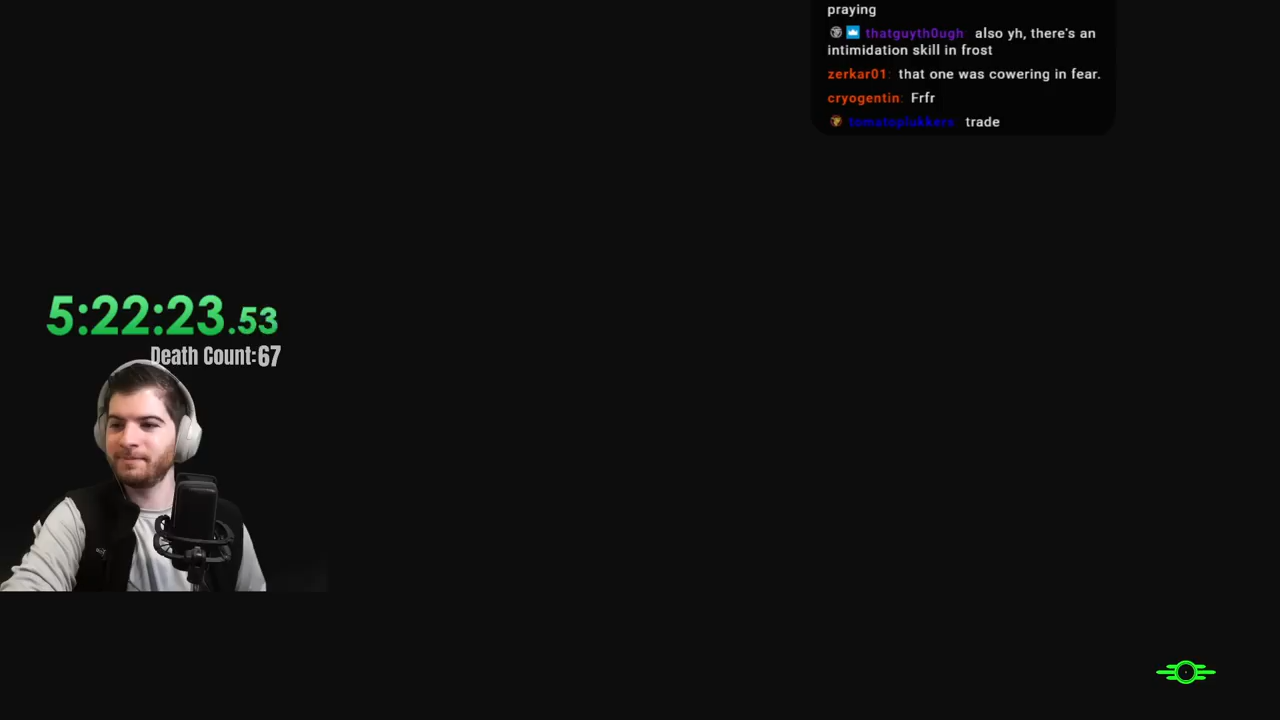 praying
thatguyth0ugh also yh, there's an
intimidation skill in frost
zerkar01: that one was cowering in fear.
cryogentin: Frfr
tomatoplukkers trade
5:22:23.53
Death Count:67